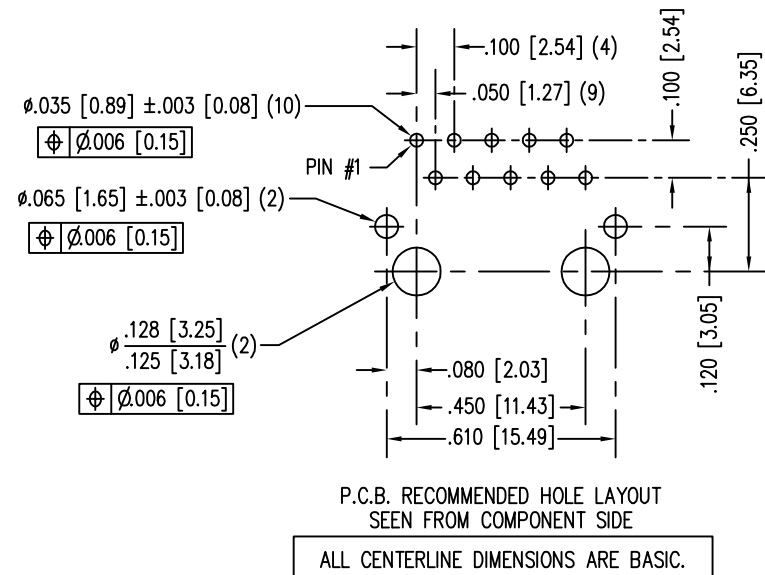 .100 [2.54] (4)
.050 [1.27] (9)
.100 [2.54]
.250 [6.35]
ø.035 [0.89] ±.003 [0.08] (10)
⌖ Ø.006 [0.15]
PIN #1
ø.065 [1.65] ±.003 [0.08] (2)
⌖ Ø.006 [0.15]
.120 [3.05]
ø .128 [3.25]
.125 [3.18] (2)
⌖ Ø.006 [0.15]
.080 [2.03]
.450 [11.43]
.610 [15.49]
P.C.B. RECOMMENDED HOLE LAYOUT
SEEN FROM COMPONENT SIDE
ALL CENTERLINE DIMENSIONS ARE BASIC.